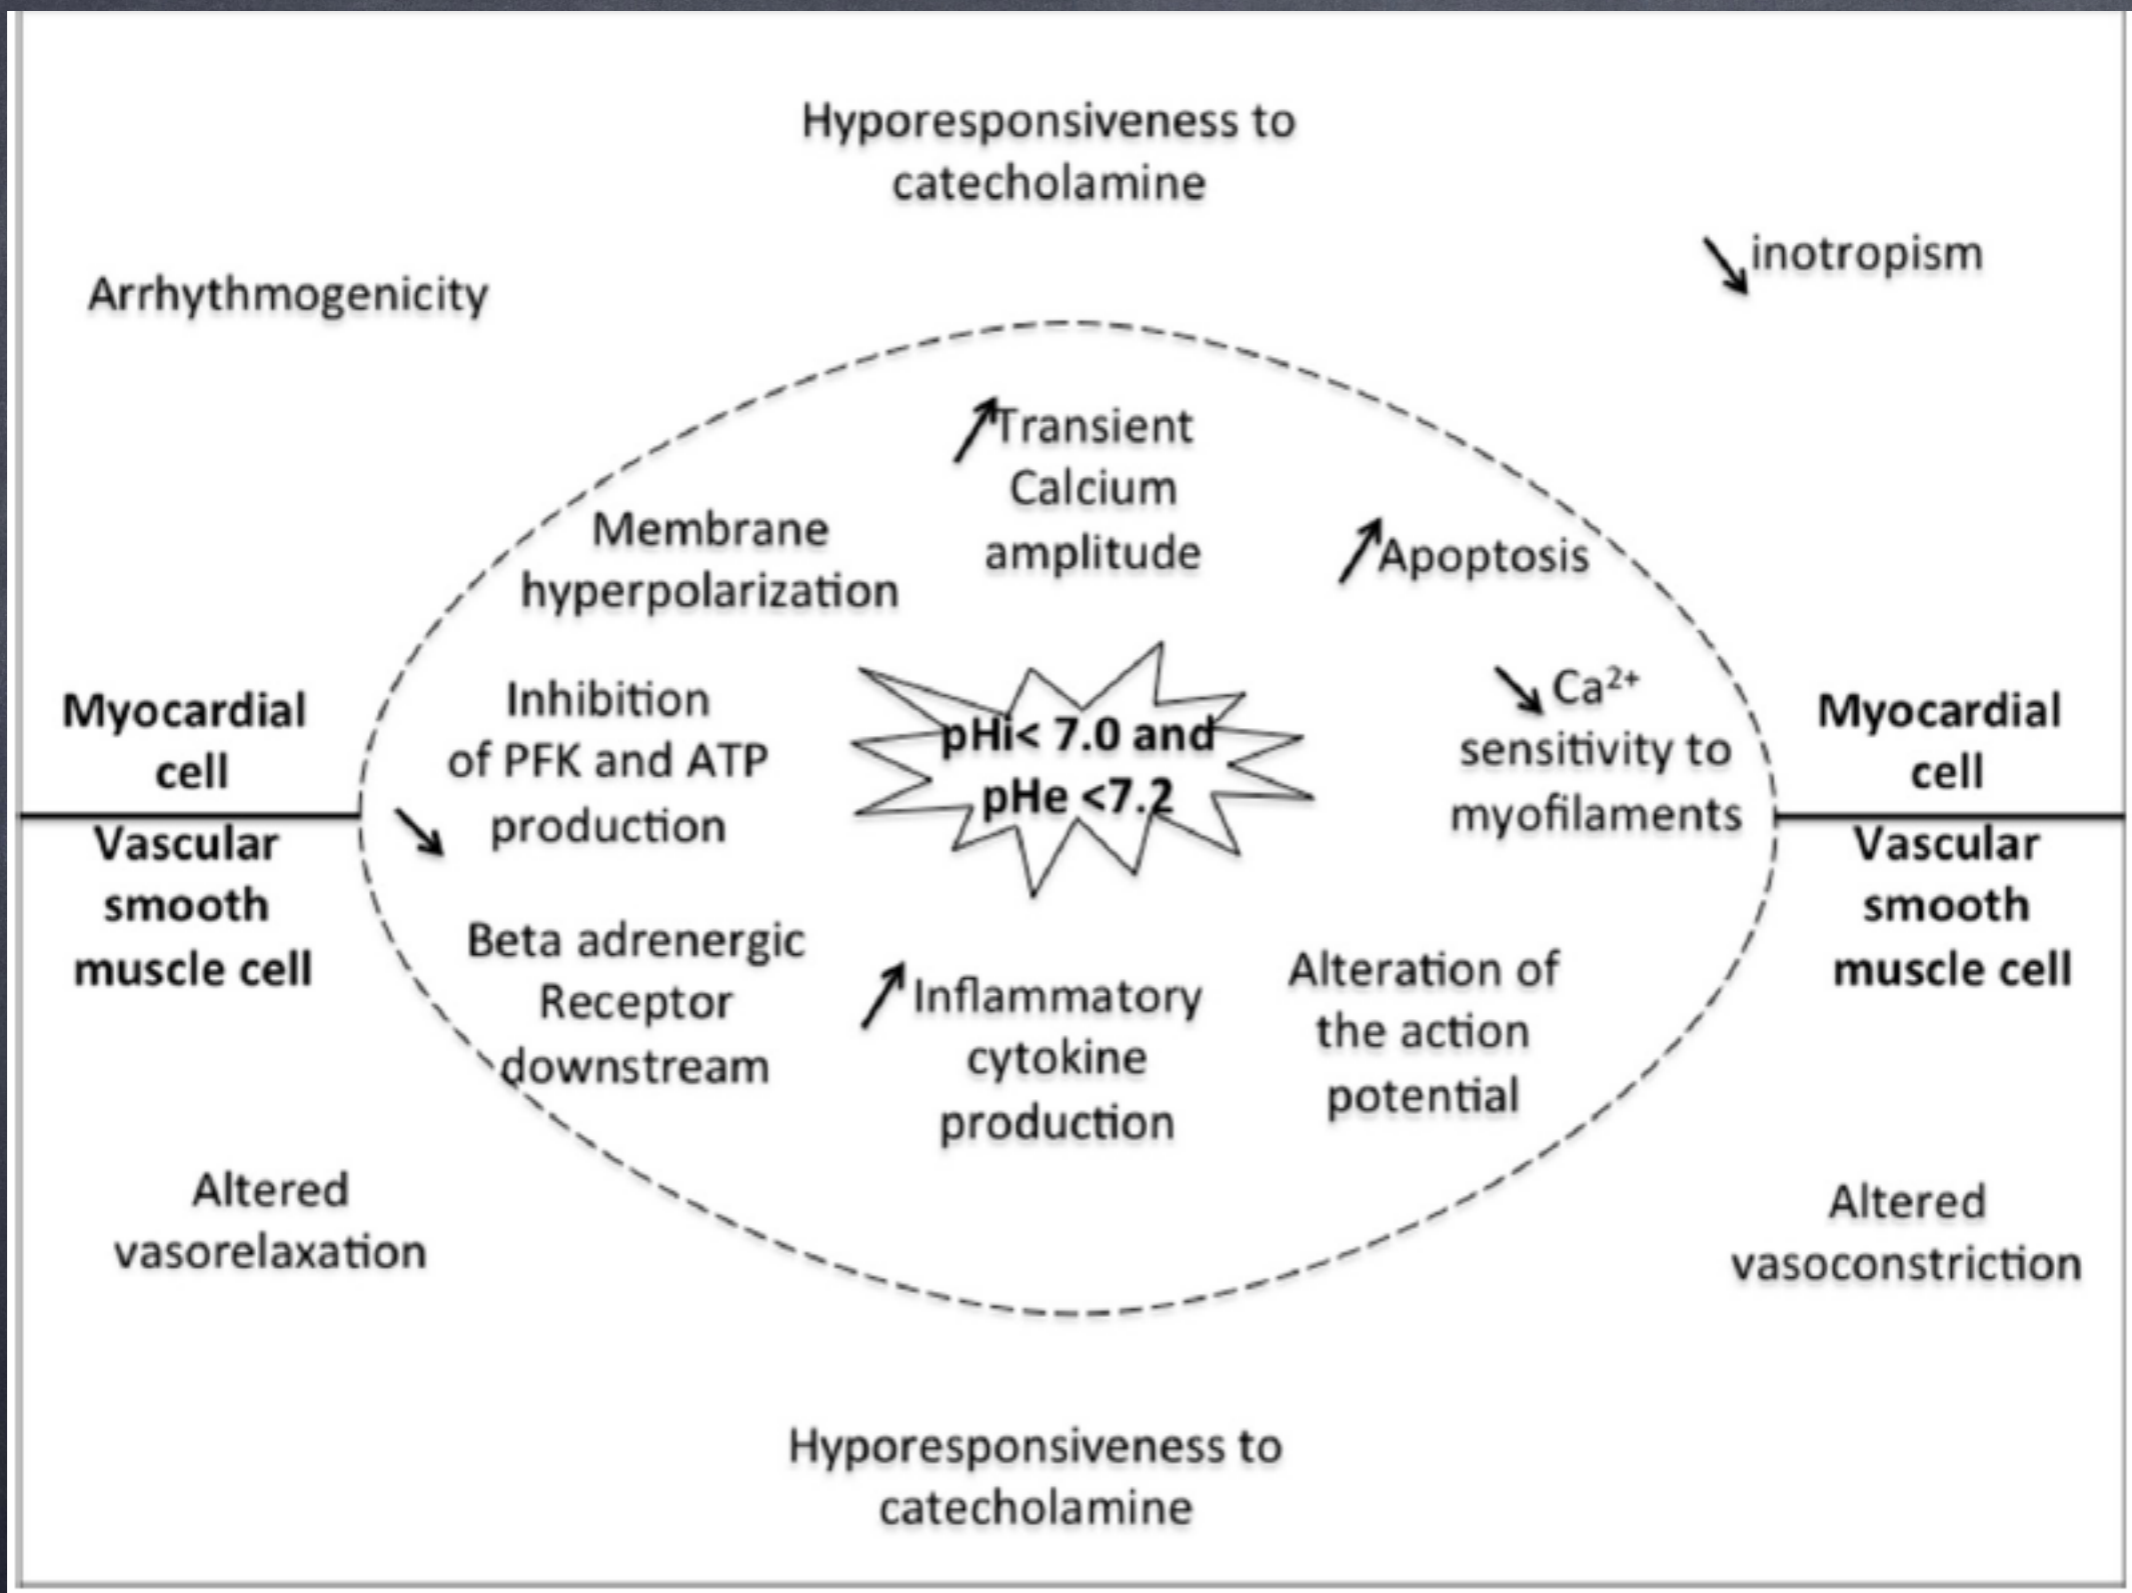 Hyporesponsiveness to
catecholamine
inotropism
Arrhythmogenicity
Transient
Calcium
amplitude
Membrane
hyperpolarization
Apoptosis
Myocardial
cell
Inhibition
of PFK and ATP
production
pHi< 7.0 and
pHe <7.2
Ca²⁺
sensitivity to
myofilaments
Myocardial
cell
Vascular
smooth
muscle cell
Beta adrenergic
Receptor
downstream
Inflammatory
cytokine
production
Alteration of
the action
potential
Vascular
smooth
muscle cell
Altered
vasorelaxation
Altered
vasoconstriction
Hyporesponsiveness to
catecholamine